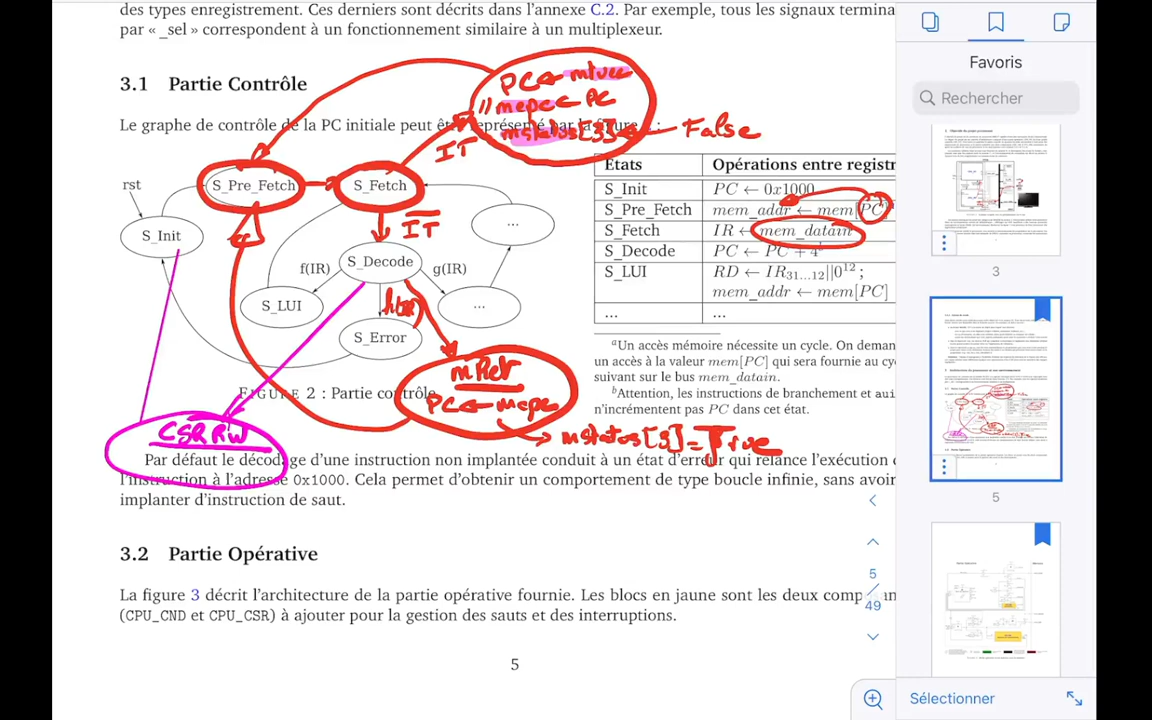 des types enregistrement. Ces derniers sont décrits dans l'annexe C.2. Par exemple, tous les signaux termina
par « _sel » correspondent à un fonctionnement similaire à un multiplexeur.
3.1 Partie Contrôle
Le graphe de contrôle de la PC initiale peut être représenté par la figure :
PC ← mtvec
// mepc ← PC
mstatus[3] ← False
IT
rst
S_Init
S_Pre_Fetch
S_Fetch
IT
S_Decode
f(IR)
g(IR)
S_LUI
S_Error
...
...
h(IR)
mRet
PC ← mepc
→ mstatus[3] = True
CSRRW
Etats Opérations entre registr
S_Init PC ← 0x1000
S_Pre_Fetch mem_addr ← mem[PC]
S_Fetch IR ← mem_datain
S_Decode PC ← PC + 4b
S_LUI RD ← IR31...12||0^12 ;
mem_addr ← mem[PC]
... ...
aUn accès mémoire nécessite un cycle. On deman
un accès à la valeur mem[PC] qui sera fournie au cy
suivant sur le bus mem_datain.
bAttention, les instructions de branchement et aui
n'incrémentent pas PC dans cet état.
FIGURE 2 : Partie contrôle
Par défaut le décodage d'une instruction non implantée conduit à un état d'erreur qui relance l'exécution
l'instruction à l'adresse 0x1000. Cela permet d'obtenir un comportement de type boucle infinie, sans avoir
implanter d'instruction de saut.
3.2 Partie Opérative
La figure 3 décrit l'architecture de la partie opérative fournie. Les blocs en jaune sont les deux comp an
(CPU_CND et CPU_CSR) à ajouter pour la gestion des sauts et des interruptions.
5
5
49
Favoris
Rechercher
3
5
Sélectionner